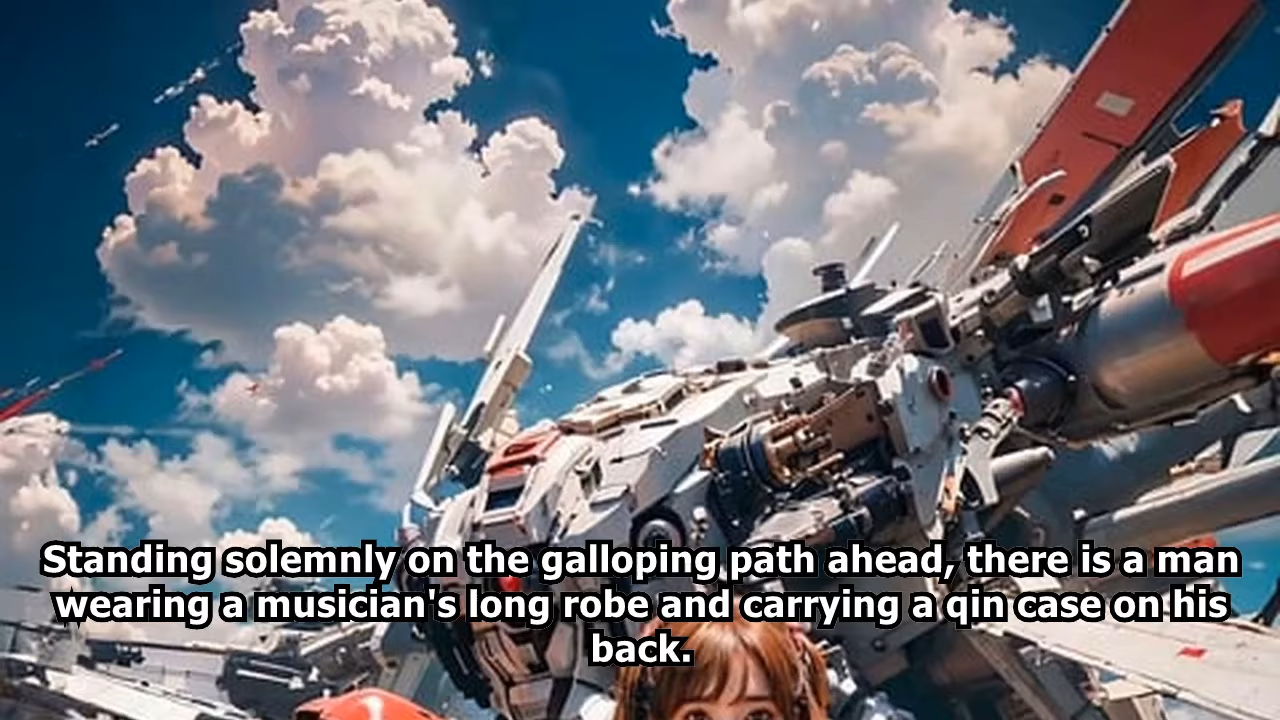 Standing solemnly on the galloping path ahead, there is a man
wearing a musician's long robe and carrying a qin case on his
back.